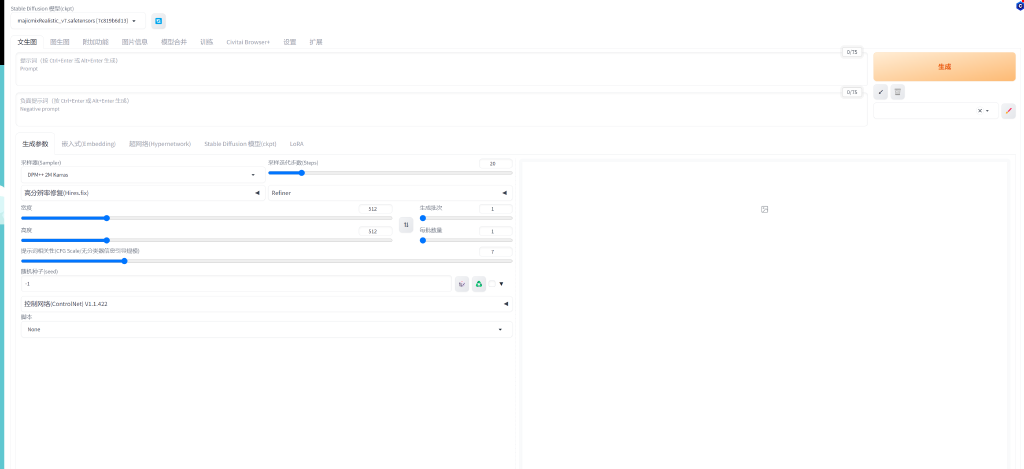 Stable Diffusion 模型(ckpt)
majicmixRealistic_v7.safetensors [7c819b6d13]
文生图 图生图 附加功能 图片信息 模型合并 训练 Civitai Browser+ 设置 扩展
0/75
提示词（按 Ctrl+Enter 或 Alt+Enter 生成）
Prompt
生成
0/75
负面提示词（按 Ctrl+Enter 或 Alt+Enter 生成）
Negative prompt
生成参数 嵌入式(Embedding) 超网络(Hypernetwork) Stable Diffusion 模型(ckpt) LoRA
采样器(Sampler) 采样迭代步数(Steps) 20
DPM++ 2M Karras
高分辨率修复(Hires.fix) Refiner
宽度 512 生成批次 1
高度 512 每批数量 1
提示词相关性(CFG Scale/无分类器信息引导规模) 7
随机种子(seed)
-1
控制网络(ControlNet) V1.1.422
脚本
None